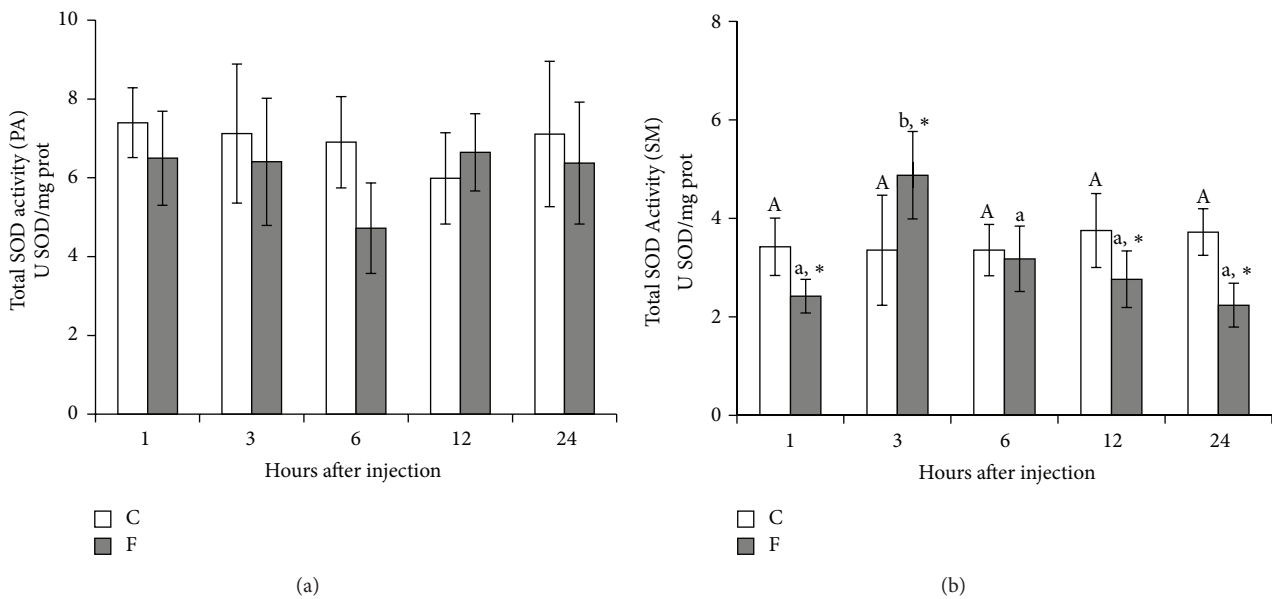 (a)
Total SOD activity (PA)
U SOD/mg prot
10
8
6
4
2
0
1 3 6 12 24
Hours after injection
C
F
(a)
(b)
Total SOD Activity (SM)
U SOD/mg prot
8
6
4
2
0
A
a, *
A
b, *
A
a
A
a, *
A
a, *
1 3 6 12 24
Hours after injection
C
F
(b)